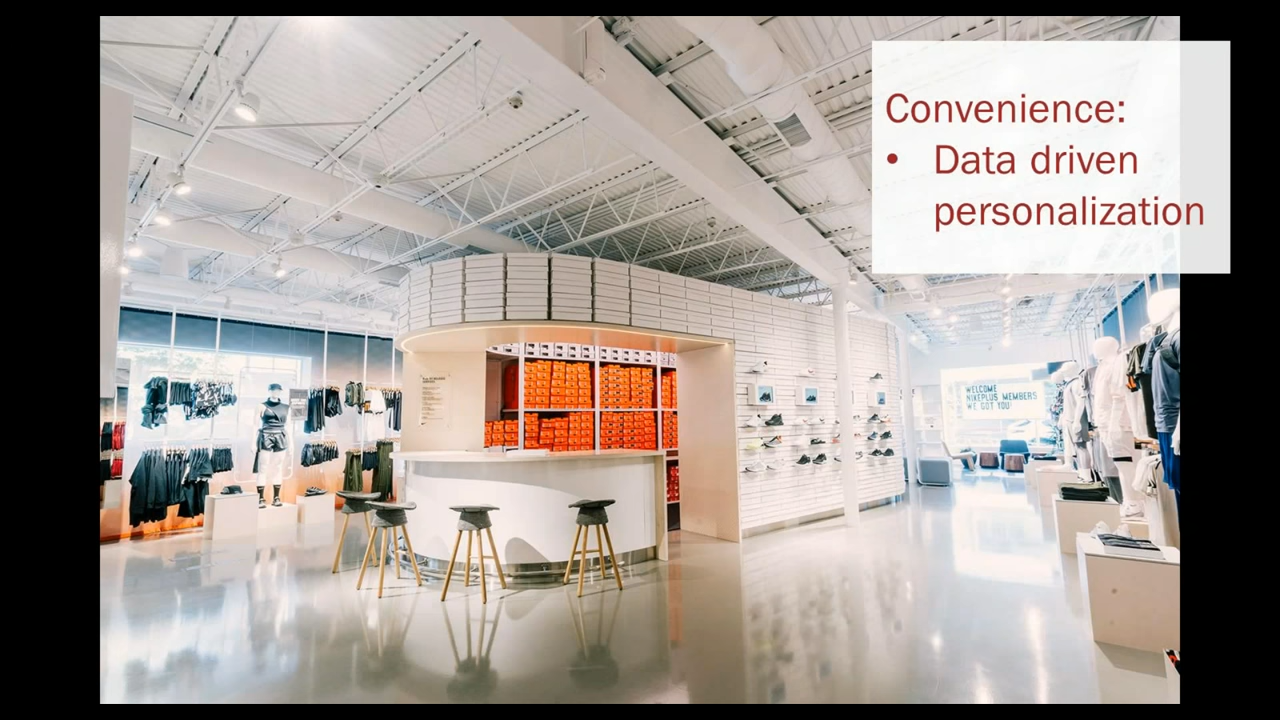 Convenience:
• Data driven
personalization
WELCOME
NIKEPLUS MEMBERS
WE GOT YOU